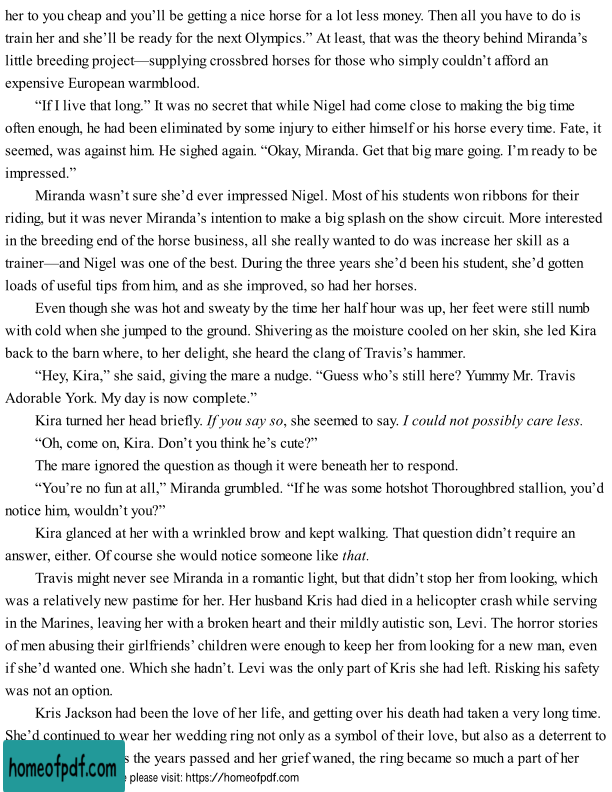 her to you cheap and you’ll be getting a nice horse for a lot less money. Then all you have to do is
train her and she’ll be ready for the next Olympics.” At least, that was the theory behind Miranda’s
little breeding project—supplying crossbred horses for those who simply couldn’t afford an
expensive European warmblood.
“If I live that long.” It was no secret that while Nigel had come close to making the big time
often enough, he had been eliminated by some injury to either himself or his horse every time. Fate, it
seemed, was against him. He sighed again. “Okay, Miranda. Get that big mare going. I’m ready to be
impressed.”
Miranda wasn’t sure she’d ever impressed Nigel. Most of his students won ribbons for their
riding, but it was never Miranda’s intention to make a big splash on the show circuit. More interested
in the breeding end of the horse business, all she really wanted to do was increase her skill as a
trainer—and Nigel was one of the best. During the three years she’d been his student, she’d gotten
loads of useful tips from him, and as she improved, so had her horses.
Even though she was hot and sweaty by the time her half hour was up, her feet were still numb
with cold when she jumped to the ground. Shivering as the moisture cooled on her skin, she led Kira
back to the barn where, to her delight, she heard the clang of Travis’s hammer.
“Hey, Kira,” she said, giving the mare a nudge. “Guess who’s still here? Yummy Mr. Travis
Adorable York. My day is now complete.”
Kira turned her head briefly. If you say so, she seemed to say. I could not possibly care less.
“Oh, come on, Kira. Don’t you think he’s cute?”
The mare ignored the question as though it were beneath her to respond.
“You’re no fun at all,” Miranda grumbled. “If he was some hotshot Thoroughbred stallion, you’d
notice him, wouldn’t you?”
Kira glanced at her with a wrinkled brow and kept walking. That question didn’t require an
answer, either. Of course she would notice someone like that.
Travis might never see Miranda in a romantic light, but that didn’t stop her from looking, which
was a relatively new pastime for her. Her husband Kris had died in a helicopter crash while serving
in the Marines, leaving her with a broken heart and their mildly autistic son, Levi. The horror stories
of men abusing their girlfriends’ children were enough to keep her from looking for a new man, even
if she’d wanted one. Which she hadn’t. Levi was the only part of Kris she had left. Risking his safety
was not an option.
Kris Jackson had been the love of her life, and getting over his death had taken a very long time.
She’d continued to wear her wedding ring not only as a symbol of their love, but also as a deterrent to
s the years passed and her grief waned, the ring became so much a part of her
homeofpdf.com
please visit: https://homeofpdf.com